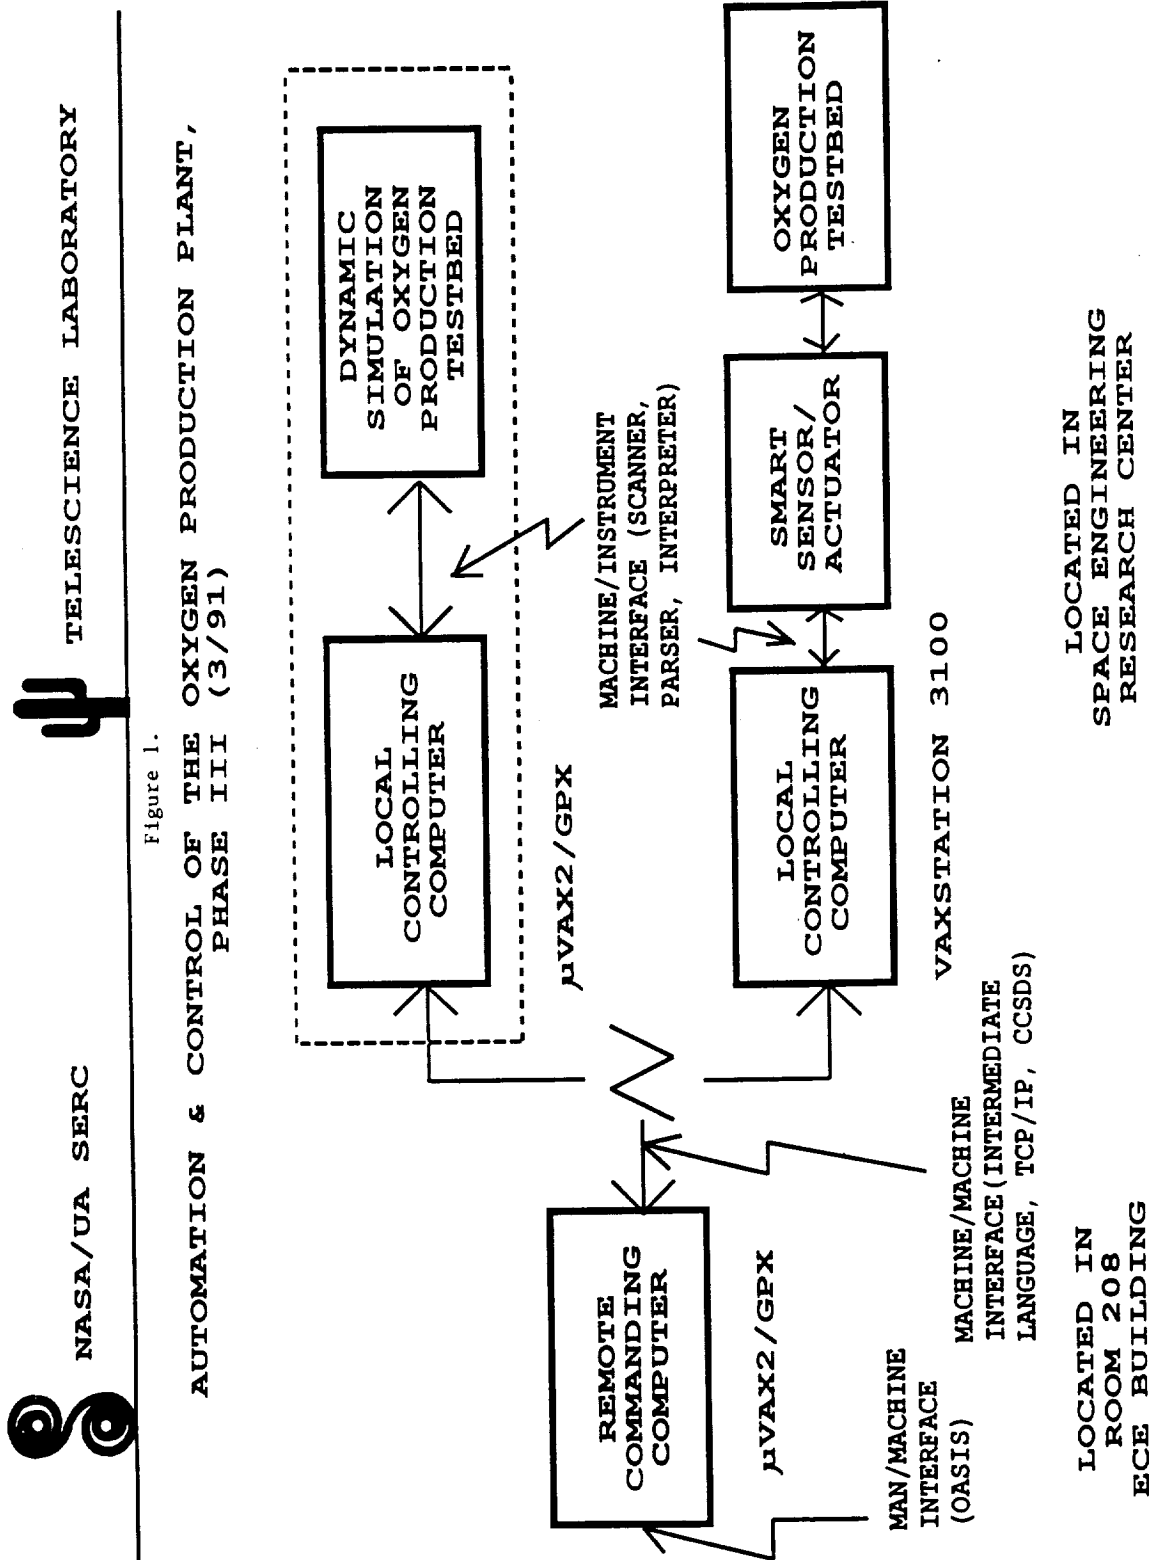 NASA/UA SERC
TELESCIENCE LABORATORY
Figure 1.
AUTOMATION & CONTROL OF THE OXYGEN PRODUCTION PLANT,
PHASE III (3/91)
LOCAL
CONTROLLING
COMPUTER
DYNAMIC
SIMULATION
OF OXYGEN
PRODUCTION
TESTBED
µVAX2/GPX
MACHINE/INSTRUMENT
INTERFACE (SCANNER,
PARSER, INTERPRETER)
REMOTE
COMMANDING
COMPUTER
µVAX2/GPX
LOCAL
CONTROLLING
COMPUTER
SMART
SENSOR/
ACTUATOR
OXYGEN
PRODUCTION
TESTBED
VAXSTATION 3100
MAN/MACHINE
INTERFACE
(OASIS)
MACHINE/MACHINE
INTERFACE(INTERMEDIATE
LANGUAGE, TCP/IP, CCSDS)
LOCATED IN
ROOM 208
ECE BUILDING
LOCATED IN
SPACE ENGINEERING
RESEARCH CENTER